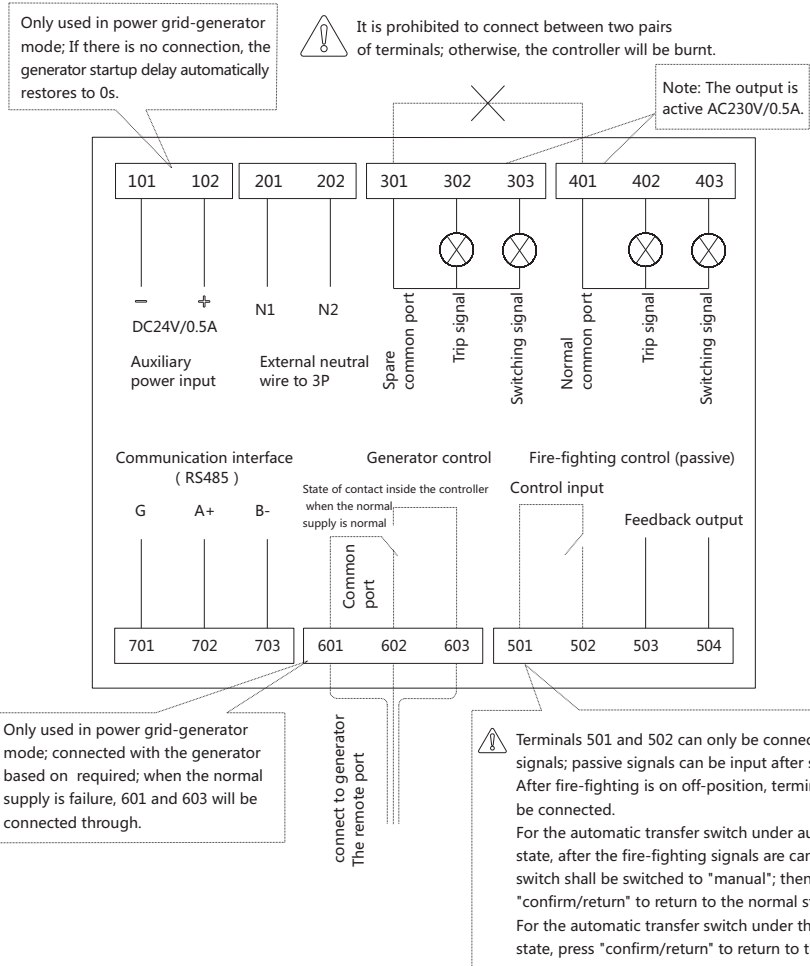 Only used in power grid-generator
mode; If there is no connection, the
generator startup delay automatically
restores to 0s.
It is prohibited to connect between two pairs
of terminals; otherwise, the controller will be burnt.
Note: The output is
active AC230V/0.5A.
101 102 201 202 301 302 303 401 402 403
− +
DC24V/0.5A
Auxiliary
power input
N1 N2
External neutral
wire to 3P
Spare
common port
Trip signal
Switching signal
Normal
common port
Trip signal
Switching signal
Communication interface
( RS485 )
G A+ B-
Generator control
State of contact inside the controller
when the normal
supply is normal
Common
port
Fire-fighting control (passive)
Control input
Feedback output
701 702 703 601 602 603 501 502 503 504
Only used in power grid-generator
mode; connected with the generator
based on required; when the normal
supply is failure, 601 and 603 will be
connected through.
connect to generator
The remote port
Terminals 501 and 502 can only be connec
signals; passive signals can be input after s
After fire-fighting is on off-position, termin
be connected.
For the automatic transfer switch under au
state, after the fire-fighting signals are can
switch shall be switched to "manual"; then
"confirm/return" to return to the normal s
For the automatic transfer switch under th
state, press "confirm/return" to return to t